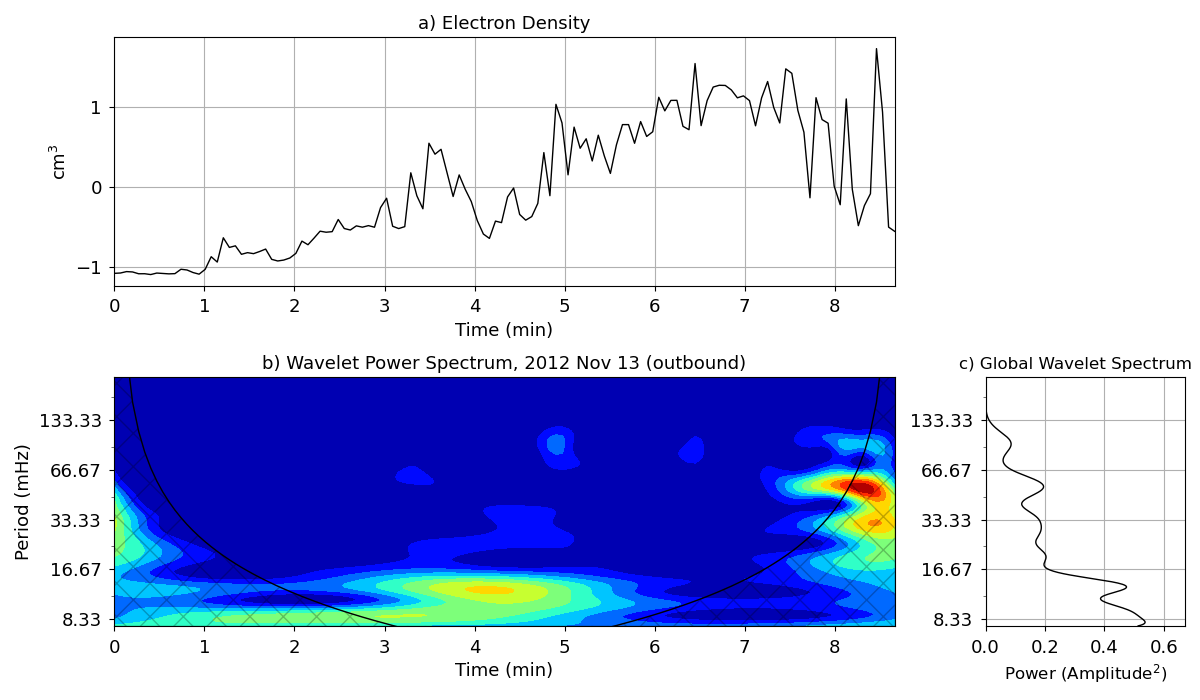 a) Electron Density
cm³
1
0
−1
0 1 2 3 4 5 6 7 8
Time (min)
b) Wavelet Power Spectrum, 2012 Nov 13 (outbound)
Period (mHz)
133.33
66.67
33.33
16.67
8.33
0 1 2 3 4 5 6 7 8
Time (min)
c) Global Wavelet Spectrum
133.33
66.67
33.33
16.67
8.33
0.0 0.2 0.4 0.6
Power (Amplitude²)